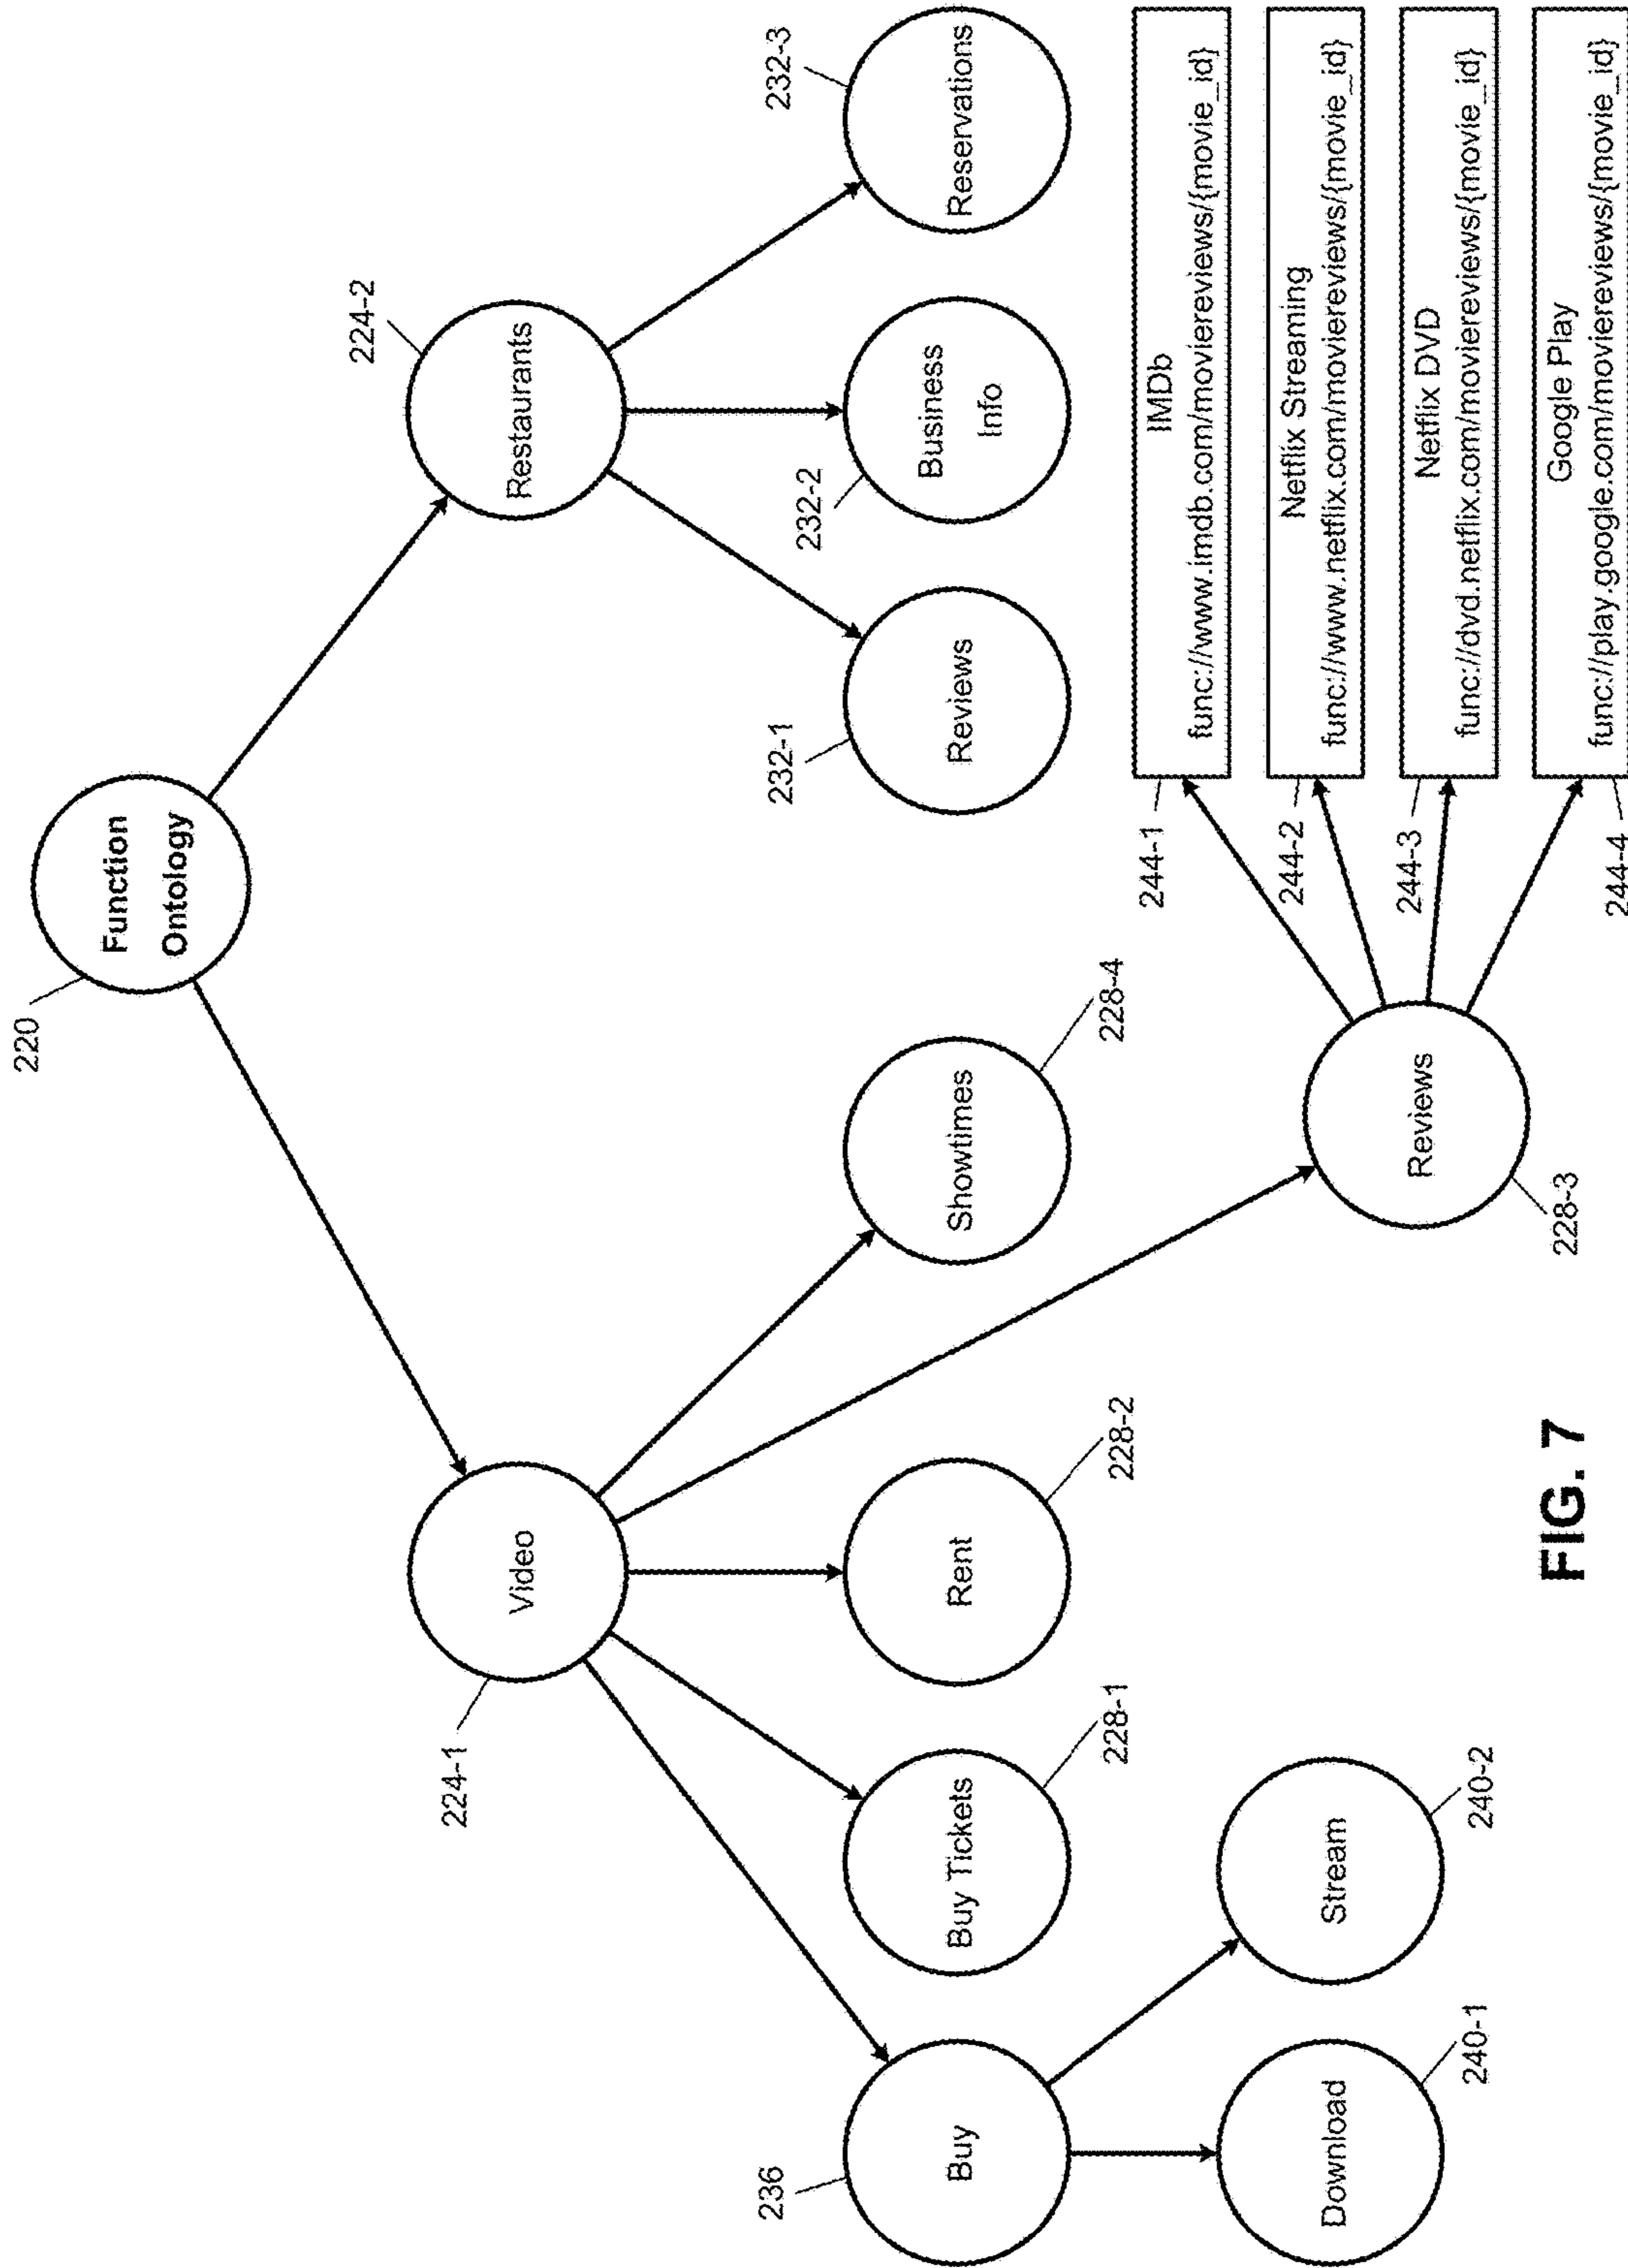 220
Function
Ontology
224-1
Video
224-2
Restaurants
236
Buy
Buy Tickets
228-1
Rent
228-2
Showtimes
228-4
232-1
Reviews
232-2
Business
Info
232-3
Reservations
Download
240-1
Stream
240-2
Reviews
228-3
244-1
IMDb
func://www.imdb.com/moviereviews/{movie_id}
244-2
Netflix Streaming
func://www.netflix.com/moviereviews/{movie_id}
244-3
Netflix DVD
func://dvd.netflix.com/moviereviews/{movie_id}
244-4
Google Play
func://play.google.com/moviereviews/{movie_id}
FIG. 7